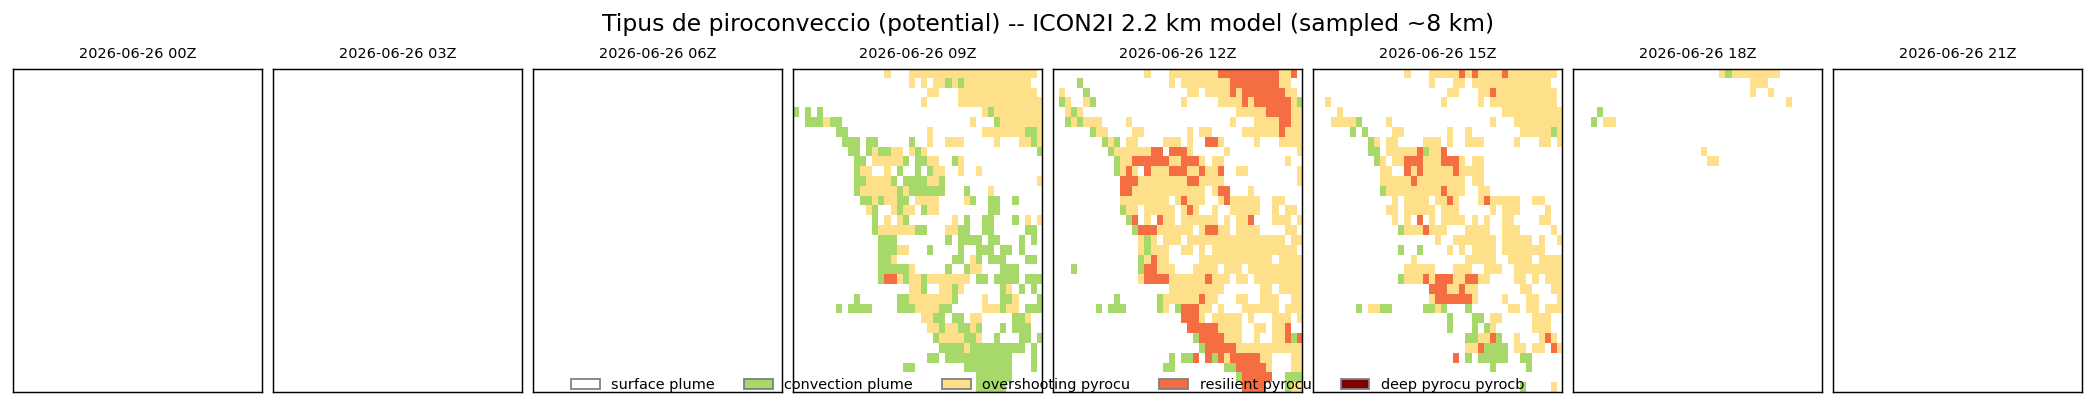 Tipus de piroconveccio (potential) -- ICON2I 2.2 km model (sampled ~8 km)
2026-06-26 00Z
2026-06-26 03Z
2026-06-26 06Z
2026-06-26 09Z
2026-06-26 12Z
2026-06-26 15Z
2026-06-26 18Z
2026-06-26 21Z
surface plume
convection plume
overshooting pyrocu
resilient pyrocu
deep pyrocu pyrocb